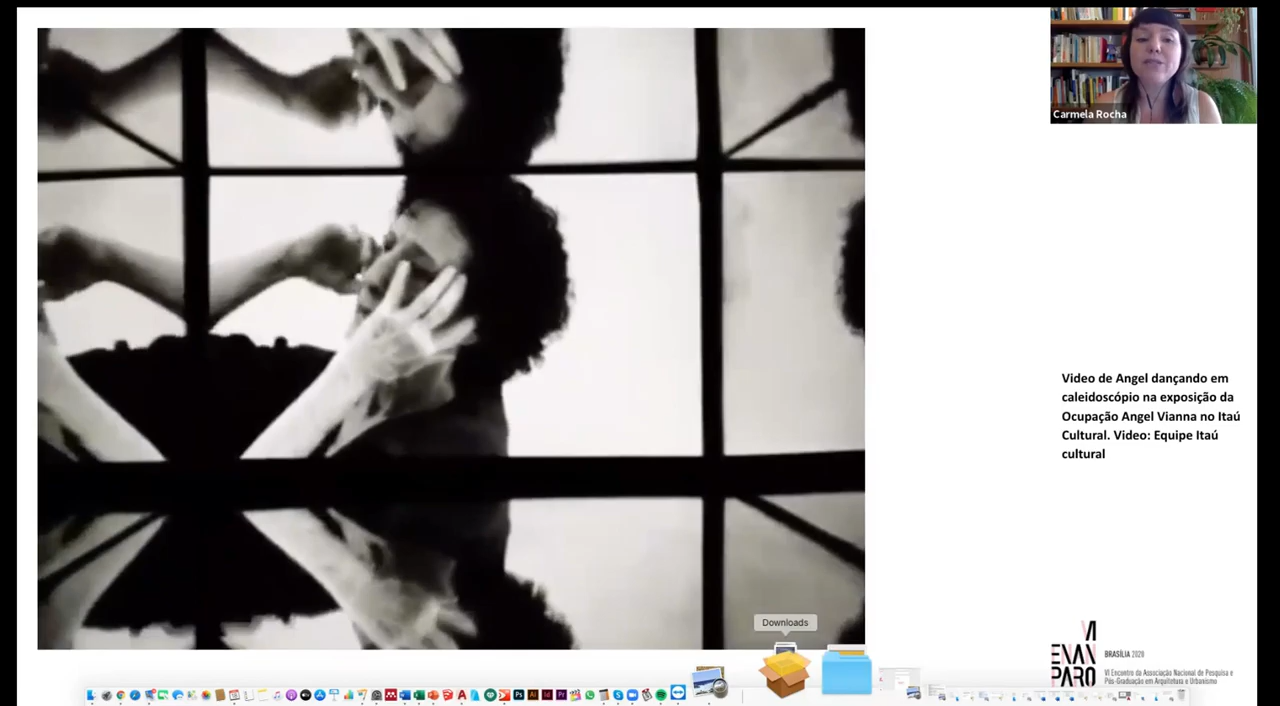 Carmela Rocha
Video de Angel dançando em
caleidoscópio na exposição da
Ocupação Angel Vianna no Itaú
Cultural. Video: Equipe Itaú
cultural
Downloads
VI
ENAN
PARQ
BRASÍLIA 2020
VI Encontro da Associação Nacional de Pesquisa e
Pós-Graduação em Arquitetura e Urbanismo